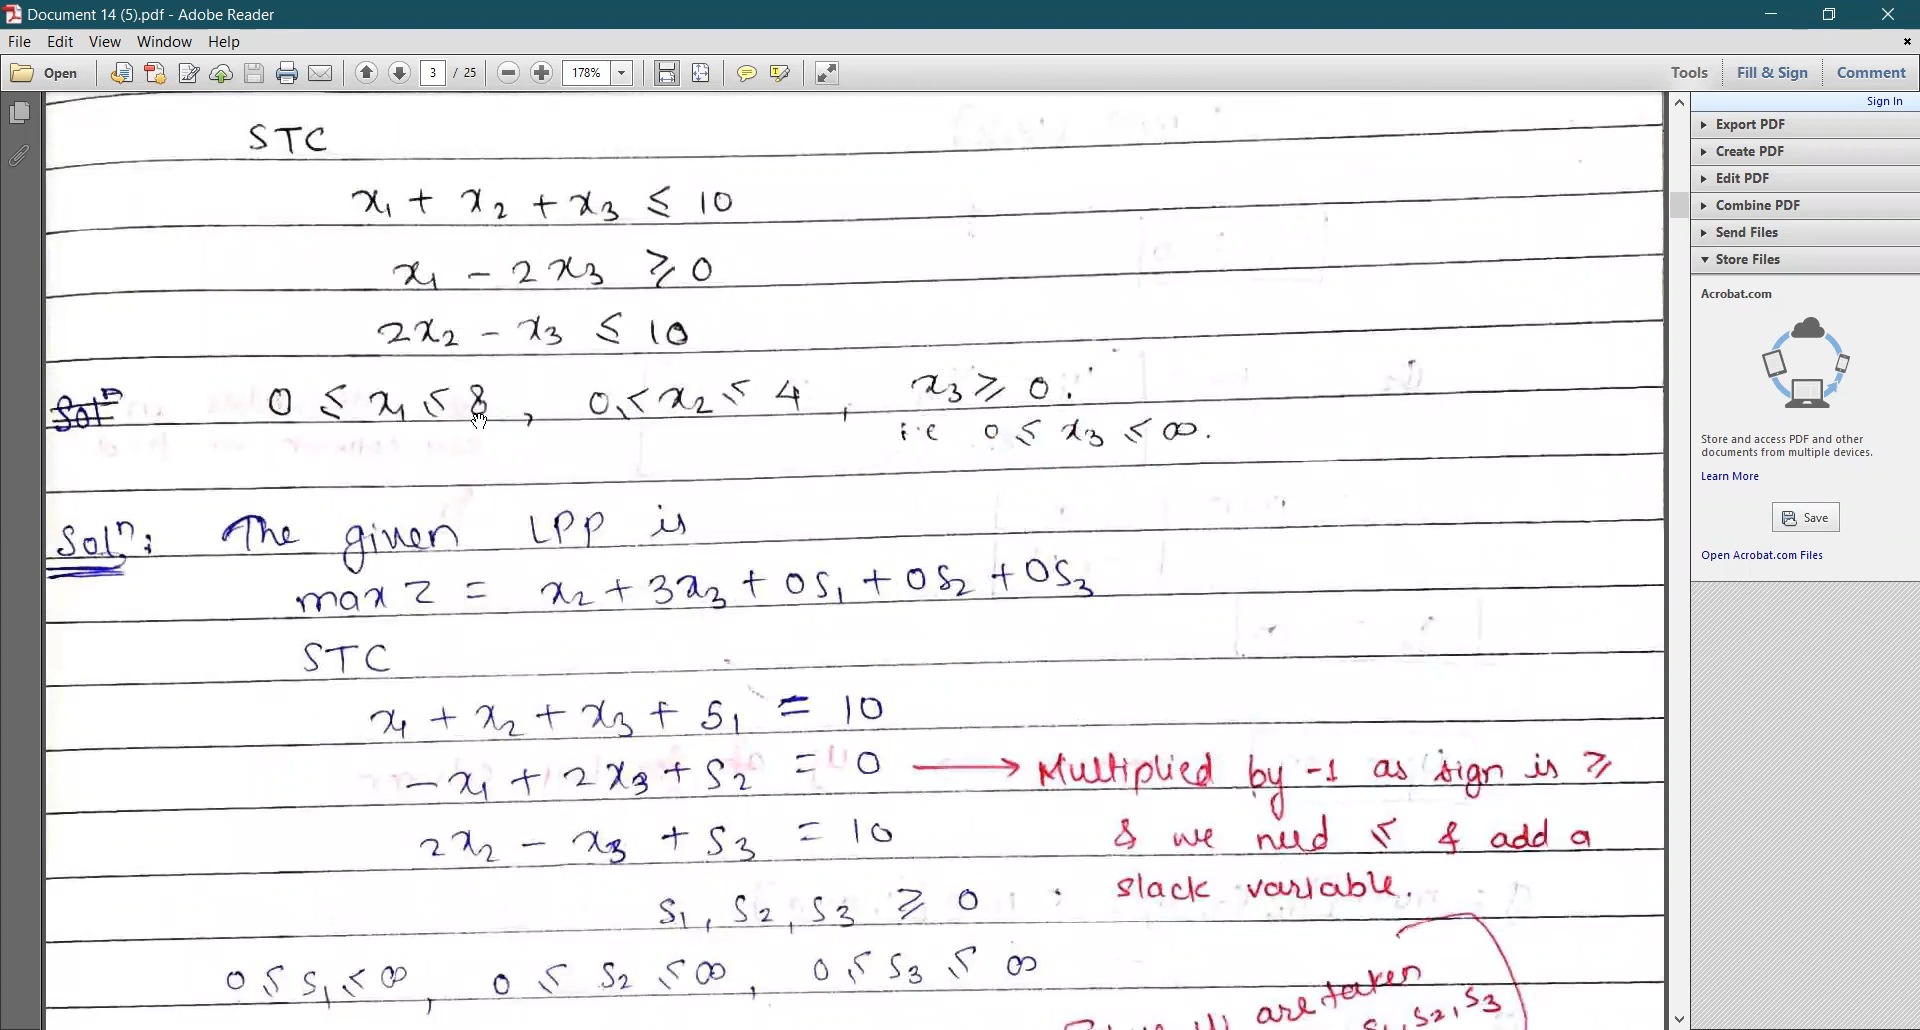 Document 14 (5).pdf - Adobe Reader
File Edit View Window Help
Open 3 / 25 178% Tools Fill & Sign Comment
Sign In
Export PDF
Create PDF
Edit PDF
Combine PDF
Send Files
Store Files
Acrobat.com
Store and access PDF and other
documents from multiple devices.
Learn More
Save
Open Acrobat.com Files
STC
x₁ + x₂ + x₃ ≤ 10
x₁ - 2x₃ ≥ 0
2x₂ - x₃ ≤ 10
Solⁿ 0 ≤ x₁ ≤ 8, 0 ≤ x₂ ≤ 4, x₃ ≥ 0.
i.e 0 ≤ x₃ ≤ ∞.
Solⁿ: The given LPP is
max Z = x₂ + 3x₃ + 0S₁ + 0S₂ + 0S₃
STC
x₁ + x₂ + x₃ + S₁ = 10
-x₁ + 2x₃ + S₂ = 0 → Multiplied by -1 as sign is ≥
2x₂ - x₃ + S₃ = 10 & we need ≤ & add a
slack variable.
S₁, S₂, S₃ ≥ 0
0 ≤ S₁ ≤ ∞, 0 ≤ S₂ ≤ ∞, 0 ≤ S₃ ≤ ∞
are taken
S₁, S₂, S₃